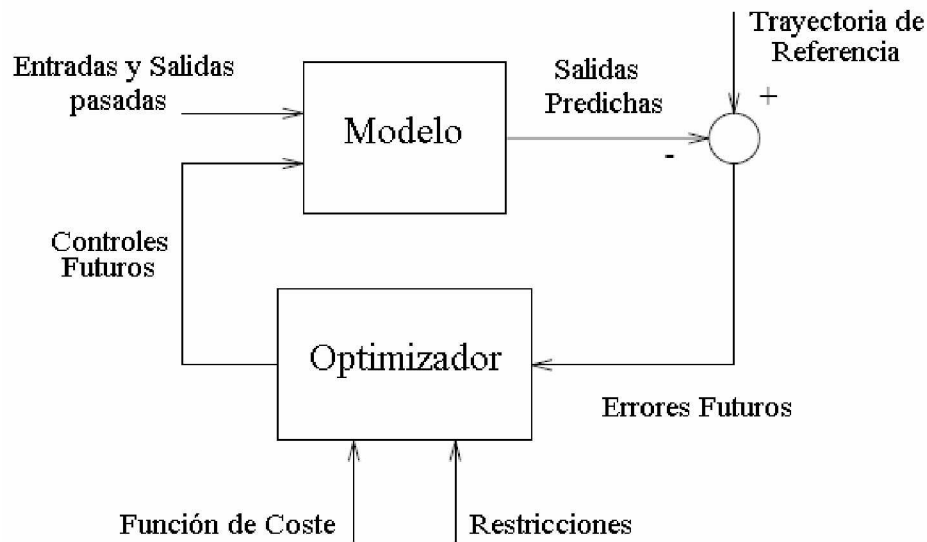 Trayectoria de
Referencia
Entradas y Salidas
pasadas
Salidas
Predichas
+
Modelo
-
Controles
Futuros
Optimizador
Errores Futuros
Función de Coste
Restricciones